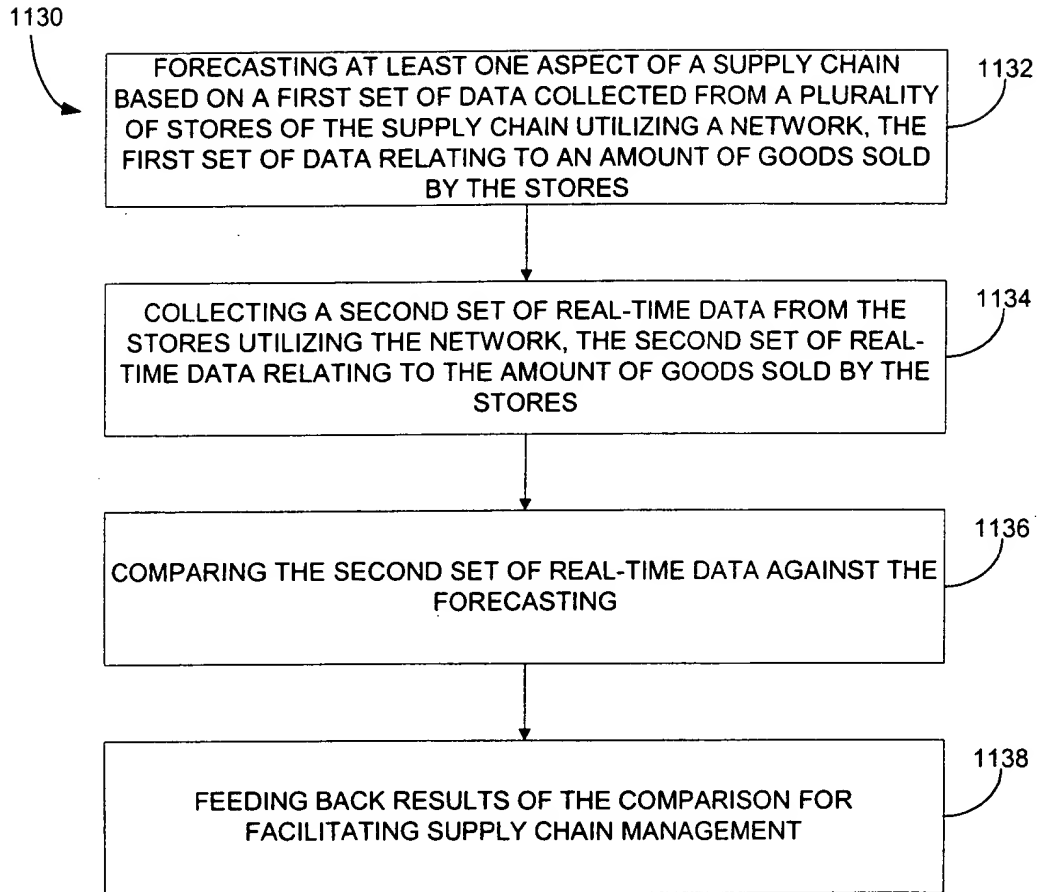 1130
FORECASTING AT LEAST ONE ASPECT OF A SUPPLY CHAIN
BASED ON A FIRST SET OF DATA COLLECTED FROM A PLURALITY
OF STORES OF THE SUPPLY CHAIN UTILIZING A NETWORK, THE
FIRST SET OF DATA RELATING TO AN AMOUNT OF GOODS SOLD
BY THE STORES
1132
COLLECTING A SECOND SET OF REAL-TIME DATA FROM THE
STORES UTILIZING THE NETWORK, THE SECOND SET OF REAL-
TIME DATA RELATING TO THE AMOUNT OF GOODS SOLD BY THE
STORES
1134
COMPARING THE SECOND SET OF REAL-TIME DATA AGAINST THE
FORECASTING
1136
FEEDING BACK RESULTS OF THE COMPARISON FOR
FACILITATING SUPPLY CHAIN MANAGEMENT
1138